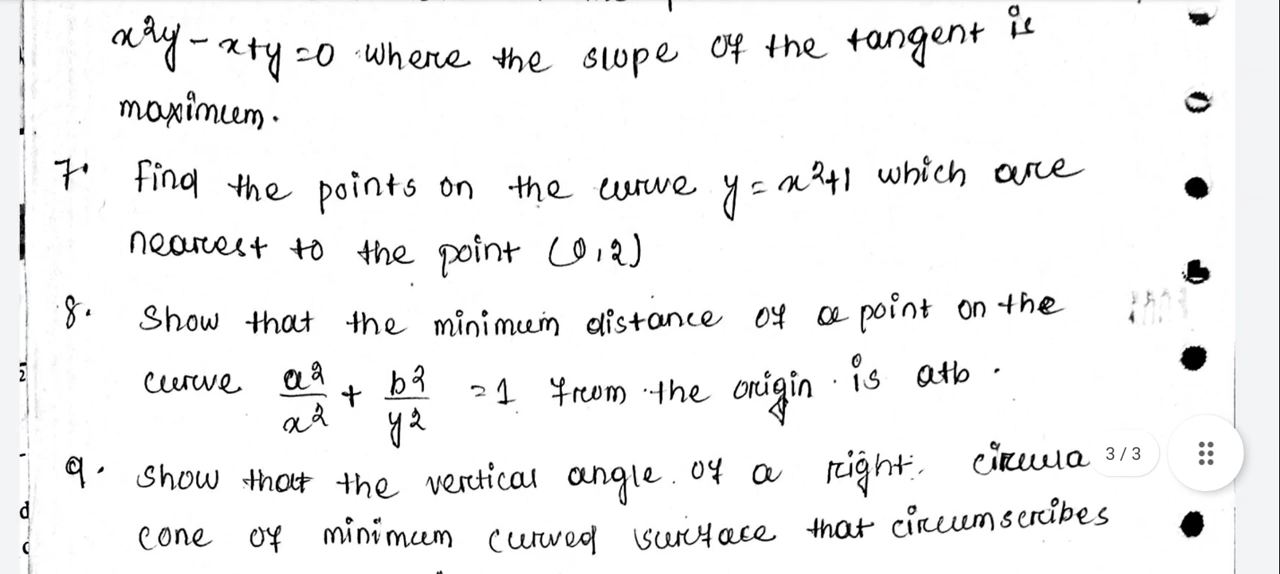 x²y - x+y=0 where the slope of the tangent is
maximum.
7. Find the points on the curve y = x²+1 which are
nearest to the point (0,2)
8. Show that the minimum distance of a point on the
curve a²/x² + b²/y² = 1 from the origin is a+b.
9. Show that the vertical angle of a right. circula
3/3
cone of minimum curved surface that circumscribes